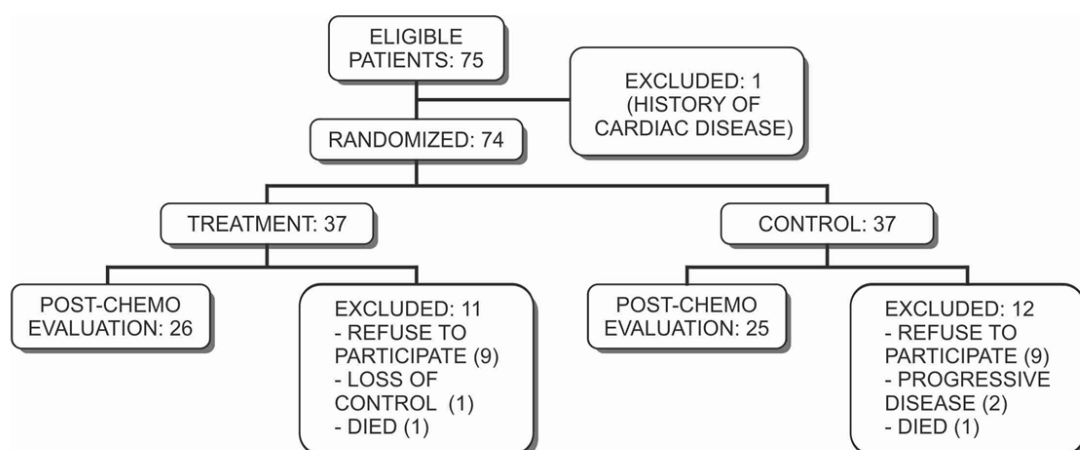 ELIGIBLE
PATIENTS: 75
EXCLUDED: 1
(HISTORY OF
CARDIAC DISEASE)
RANDOMIZED: 74
TREATMENT: 37
CONTROL: 37
POST-CHEMO
EVALUATION: 26
EXCLUDED: 11
- REFUSE TO
PARTICIPATE (9)
- LOSS OF
CONTROL (1)
- DIED (1)
POST-CHEMO
EVALUATION: 25
EXCLUDED: 12
- REFUSE TO
PARTICIPATE (9)
- PROGRESSIVE
DISEASE (2)
- DIED (1)